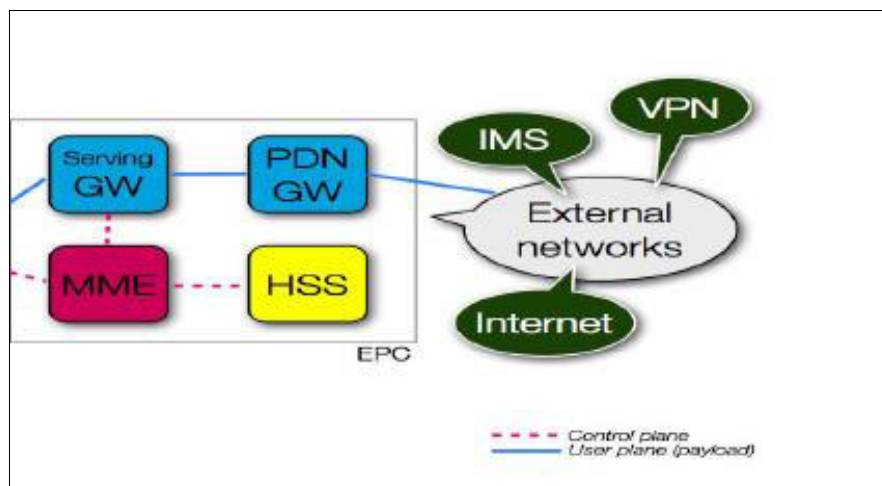 VPN
IMS
Serving
GW
PDN
GW
External
networks
MME
HSS
Internet
EPC
Control plane
User plane (payload)